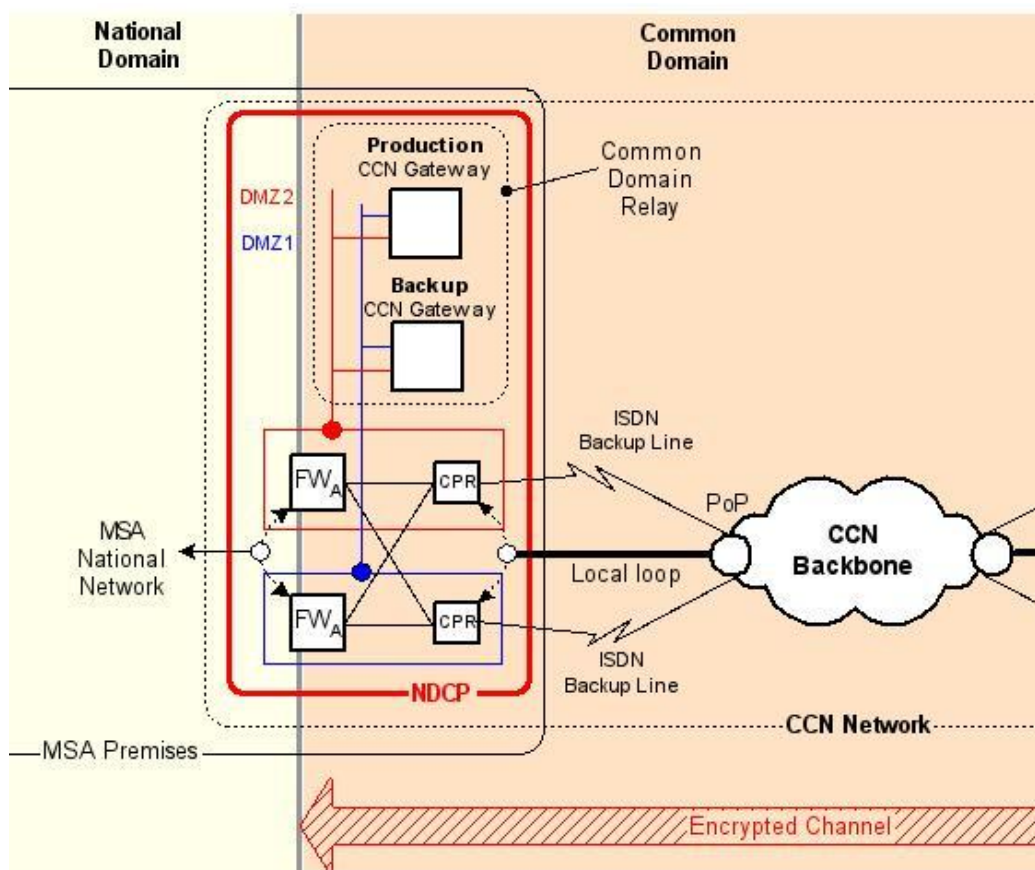 National
Domain
Common
Domain
Production
CCN Gateway
Common
Domain
Relay
DMZ2
DMZ1
Backup
CCN Gateway
ISDN
Backup Line
FWA
CPR
PoP
CCN
Backbone
MSA
National
Network
Local loop
FWA
CPR
ISDN
Backup Line
NDCP
CCN Network
MSA Premises
Encrypted Channel